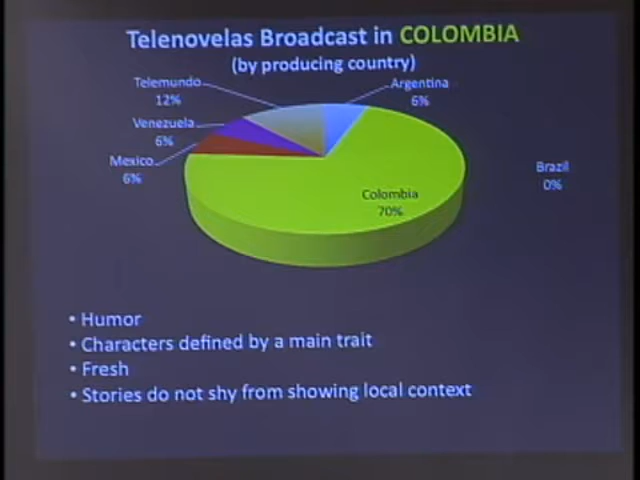 Telenovelas Broadcast in COLOMBIA
(by producing country)
Telemundo
12%
Argentina
6%
Venezuela
6%
Mexico
6%
Brazil
0%
Colombia
70%
• Humor
• Characters defined by a main trait
• Fresh
• Stories do not shy from showing local context